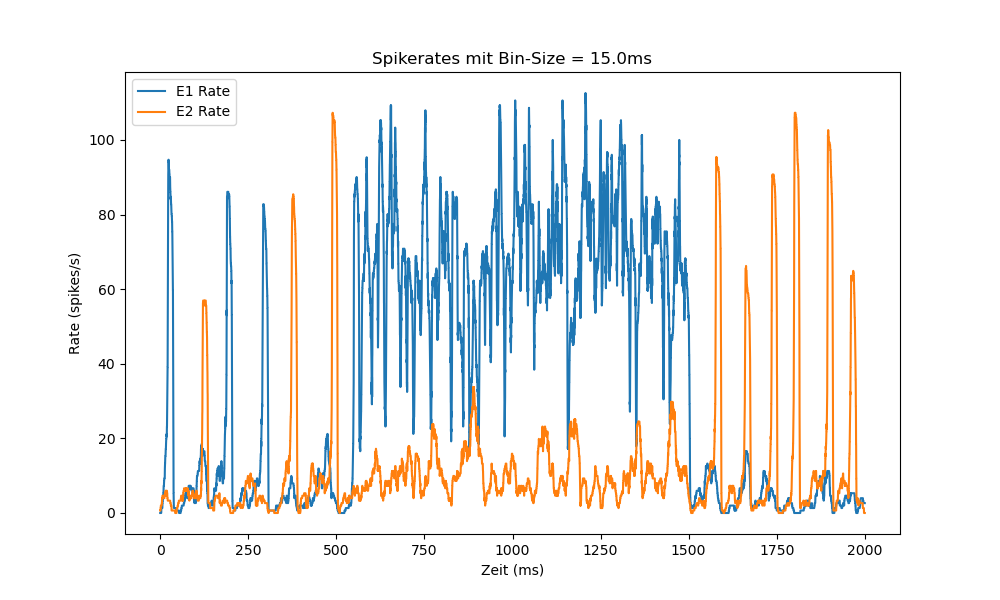 Spikerates mit Bin-Size = 15.0ms
E1 Rate
E2 Rate
Rate (spikes/s)
100
80
60
40
20
0
0 250 500 750 1000 1250 1500 1750 2000
Zeit (ms)